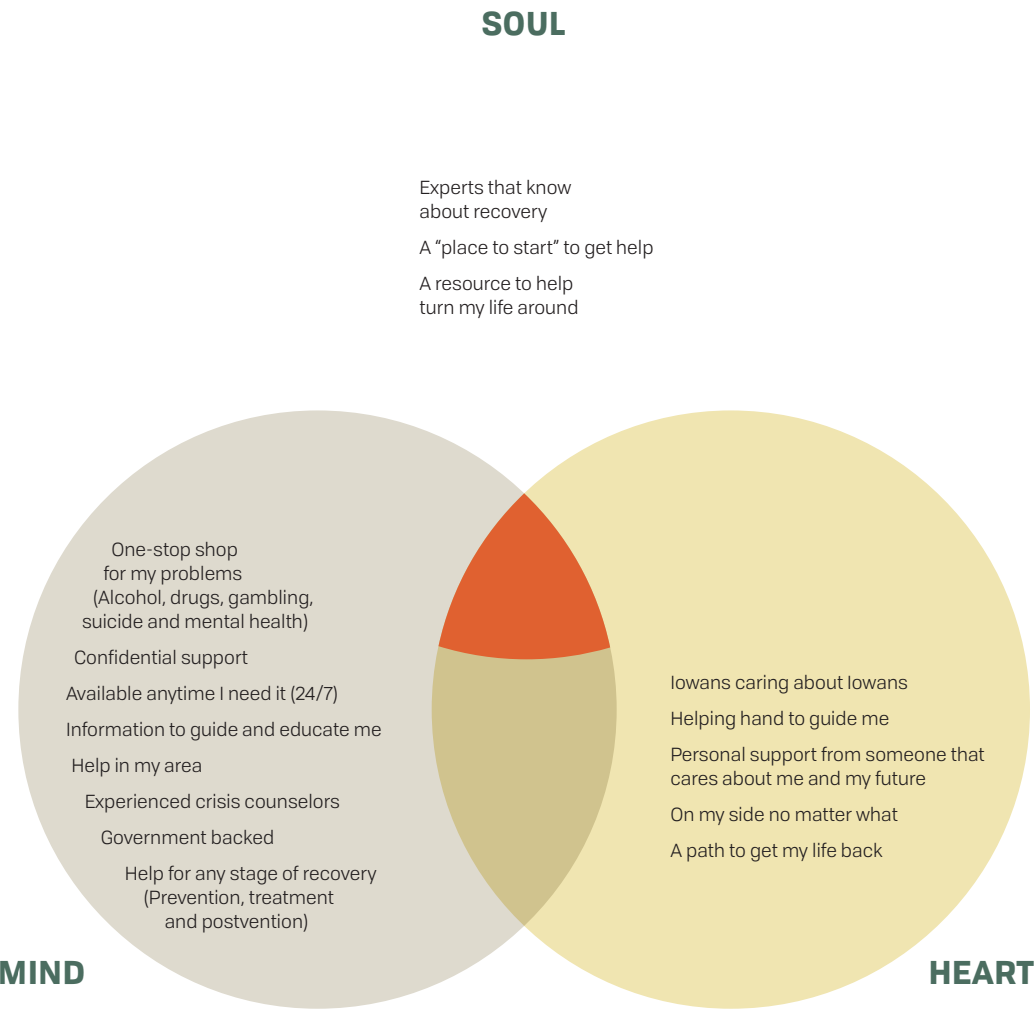 SOUL
Experts that know
about recovery
A “place to start” to get help
A resource to help
turn my life around
One-stop shop
for my problems
(Alcohol, drugs, gambling,
suicide and mental health)
Confidential support
Available anytime I need it (24/7)
Information to guide and educate me
Help in my area
Experienced crisis counselors
Government backed
Help for any stage of recovery
(Prevention, treatment
and postvention)
Iowans caring about Iowans
Helping hand to guide me
Personal support from someone that
cares about me and my future
On my side no matter what
A path to get my life back
MIND
HEART